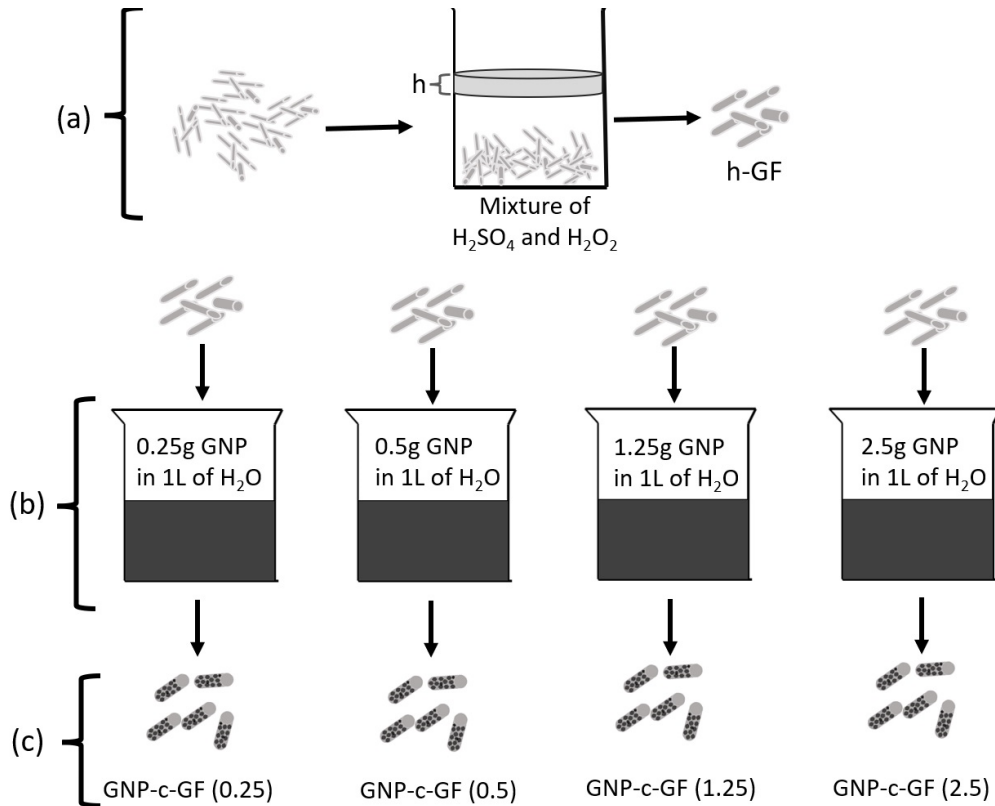 (a)
h
h-GF
Mixture of
H₂SO₄ and H₂O₂
(b)
0.25g GNP
in 1L of H₂O
0.5g GNP
in 1L of H₂O
1.25g GNP
in 1L of H₂O
2.5g GNP
in 1L of H₂O
(c)
GNP-c-GF (0.25)
GNP-c-GF (0.5)
GNP-c-GF (1.25)
GNP-c-GF (2.5)